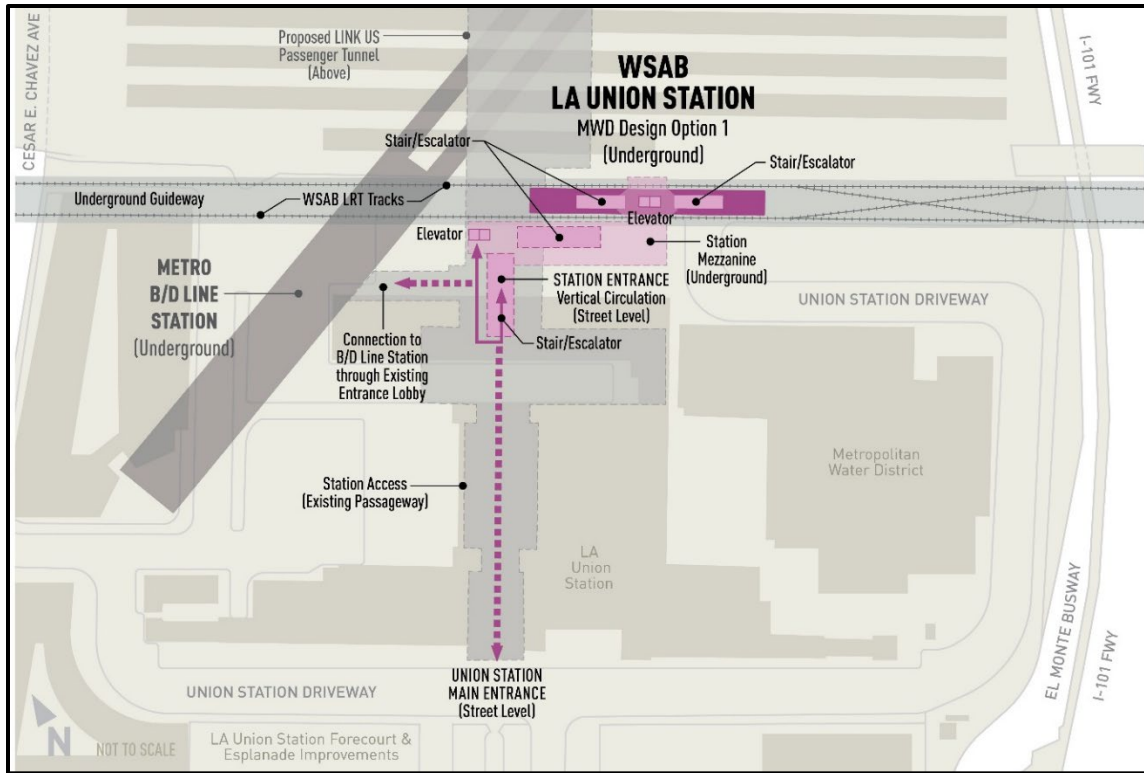 CESAR E. CHAVEZ AVE
Proposed LINK US
Passenger Tunnel
(Above)
WSAB
LA UNION STATION
MWD Design Option 1
(Underground)
I-101 FWY
Stair/Escalator
Stair/Escalator
Underground Guideway
WSAB LRT Tracks
Elevator
Elevator
Station
Mezzanine
(Underground)
METRO
B/D LINE
STATION
(Underground)
STATION ENTRANCE
Vertical Circulation
(Street Level)
UNION STATION DRIVEWAY
Connection to
B/D Line Station
through Existing
Entrance Lobby
Stair/Escalator
Metropolitan
Water District
Station Access
(Existing Passageway)
LA
Union
Station
EL MONTE BUSWAY
I-101 FWY
UNION STATION DRIVEWAY
UNION STATION
MAIN ENTRANCE
(Street Level)
N
NOT TO SCALE
LA Union Station Forecourt &
Esplanade Improvements